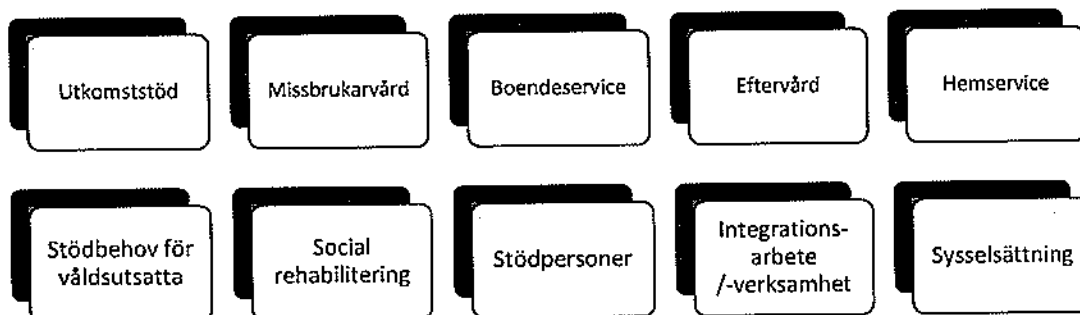 Utkomststöd
Missbrukarvård
Boendeservice
Eftervård
Hemservice
Stödbehov för
våldsutsatta
Social
rehabilitering
Stödpersoner
Integrations-
arbete
/-verksamhet
Sysselsättning